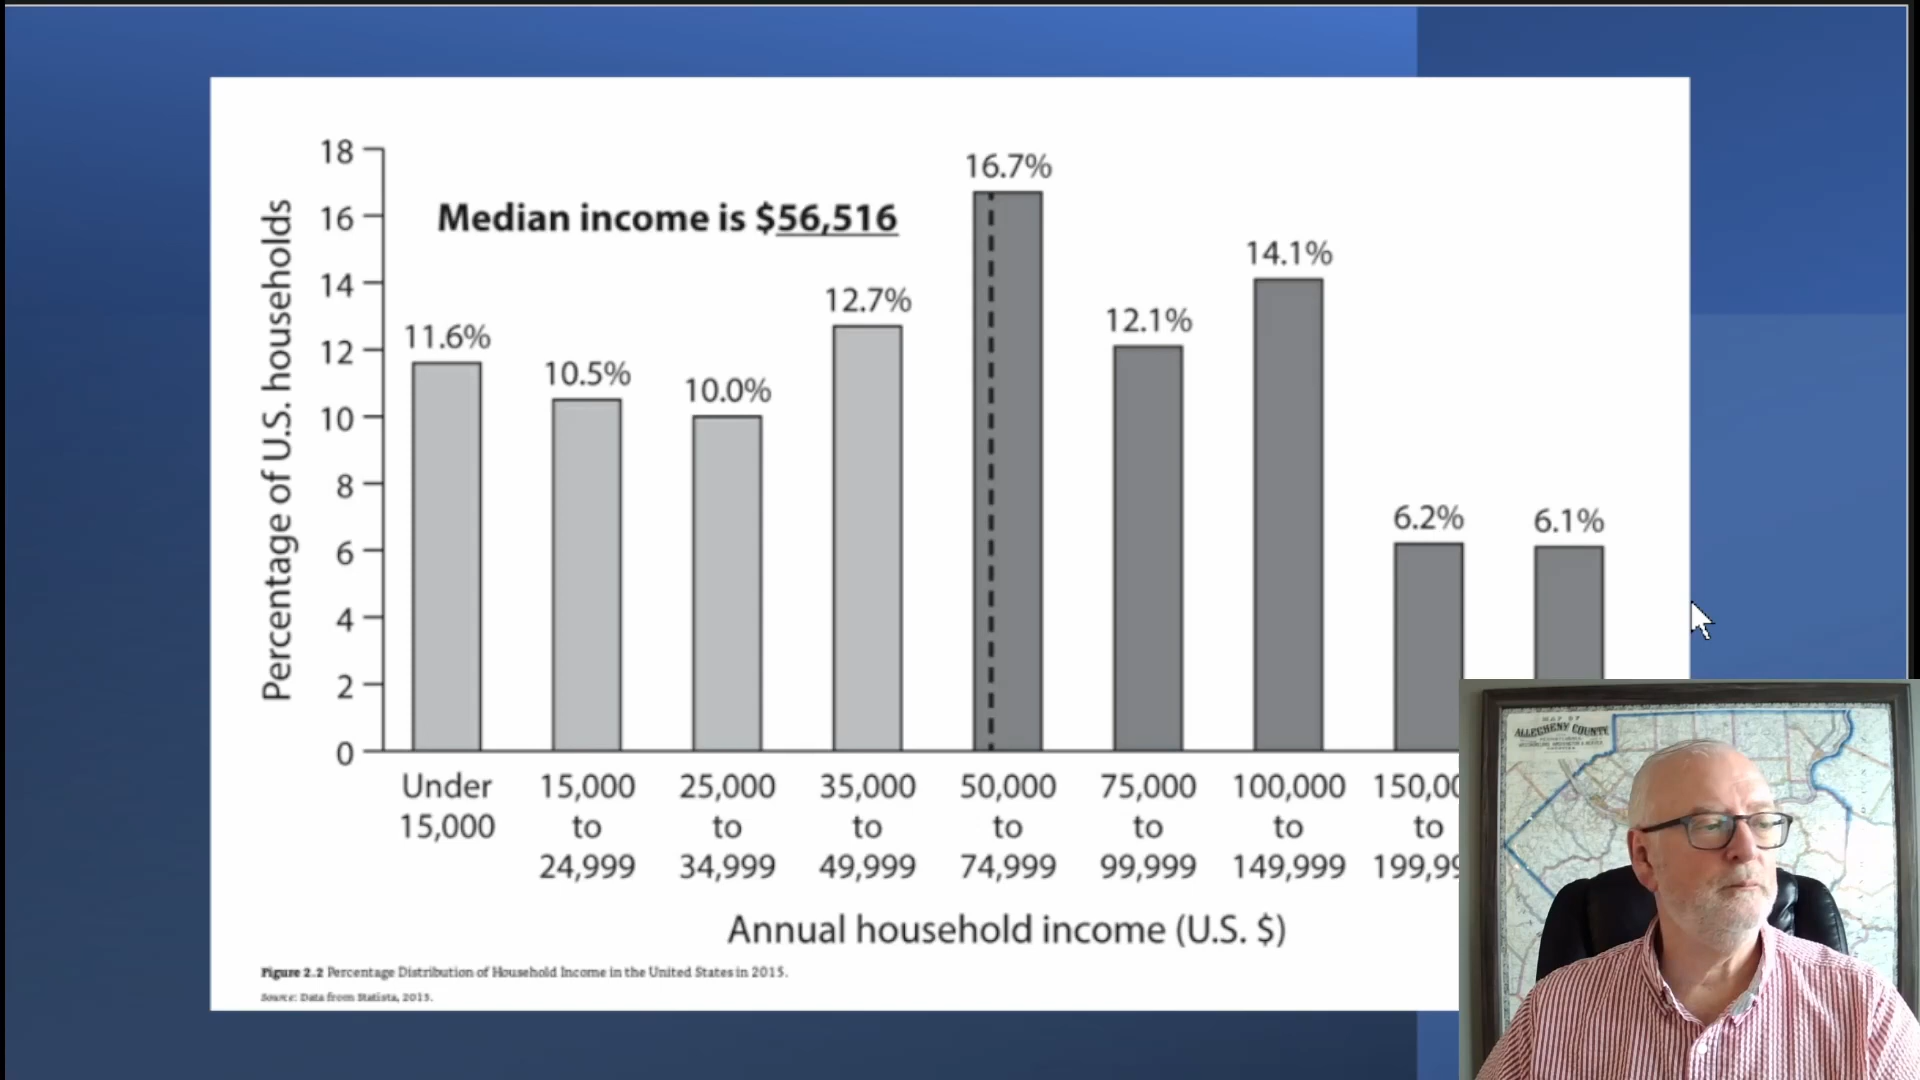 18
16
14
12
10
8
6
4
2
0
Percentage of U.S. households
Median income is $56,516
11.6%
10.5%
10.0%
12.7%
16.7%
12.1%
14.1%
6.2%
6.1%
Under
15,000
15,000
to
24,999
25,000
to
34,999
35,000
to
49,999
50,000
to
74,999
75,000
to
99,999
100,000
to
149,999
150,00
to
199,99
Annual household income (U.S. $)
Figure 2.2 Percentage Distribution of Household Income in the United States in 2015.
Source: Data from Statista, 2015.
MAP OF
ALLEGHENY COUNTY